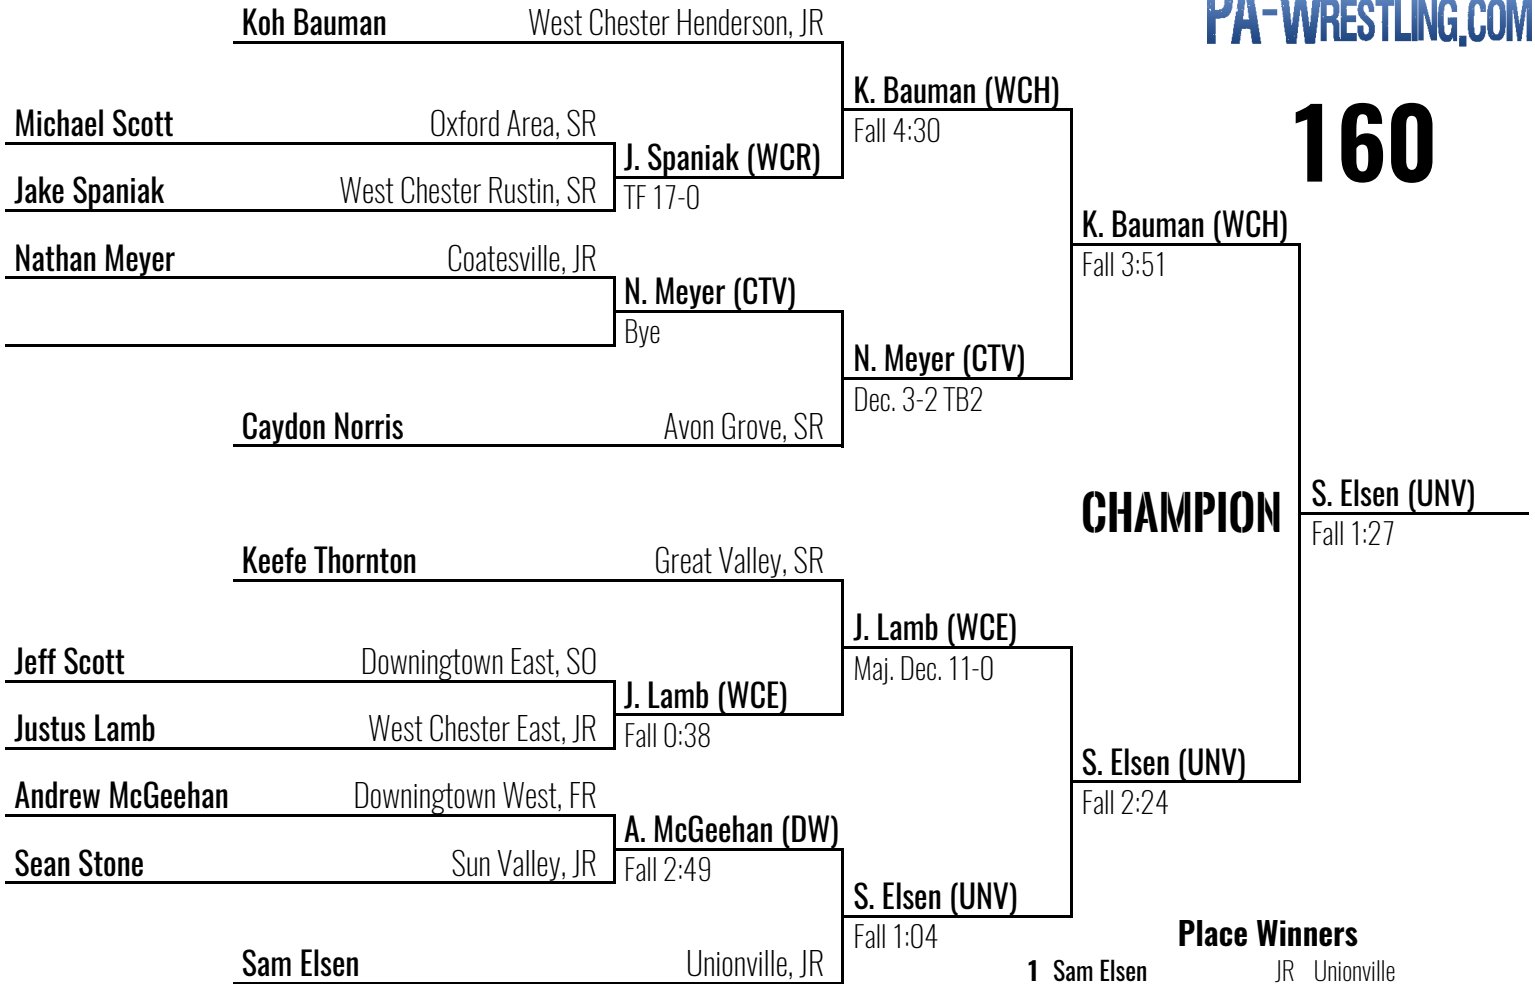 PA-WRESTLING.COM
160
Koh Bauman West Chester Henderson, JR
K. Bauman (WCH)
Fall 4:30
Michael Scott Oxford Area, SR
J. Spaniak (WCR)
TF 17-0
Jake Spaniak West Chester Rustin, SR
K. Bauman (WCH)
Fall 3:51
Nathan Meyer Coatesville, JR
N. Meyer (CTV)
Bye
N. Meyer (CTV)
Dec. 3-2 TB2
Caydon Norris Avon Grove, SR
CHAMPION
S. Elsen (UNV)
Fall 1:27
Keefe Thornton Great Valley, SR
J. Lamb (WCE)
Maj. Dec. 11-0
Jeff Scott Downingtown East, SO
J. Lamb (WCE)
Fall 0:38
Justus Lamb West Chester East, JR
S. Elsen (UNV)
Fall 2:24
Andrew McGeehan Downingtown West, FR
A. McGeehan (DW)
Fall 2:49
Sean Stone Sun Valley, JR
S. Elsen (UNV)
Fall 1:04
Sam Elsen Unionville, JR
Place Winners
1 Sam Elsen JR Unionville